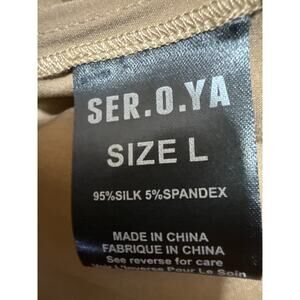 SER.O.YA
SIZE L
95%SILK 5%SPANDEX
MADE IN CHINA
FABRIQUE IN CHINA
See reverse for care
Voir L'Inverse Pour Le Soin